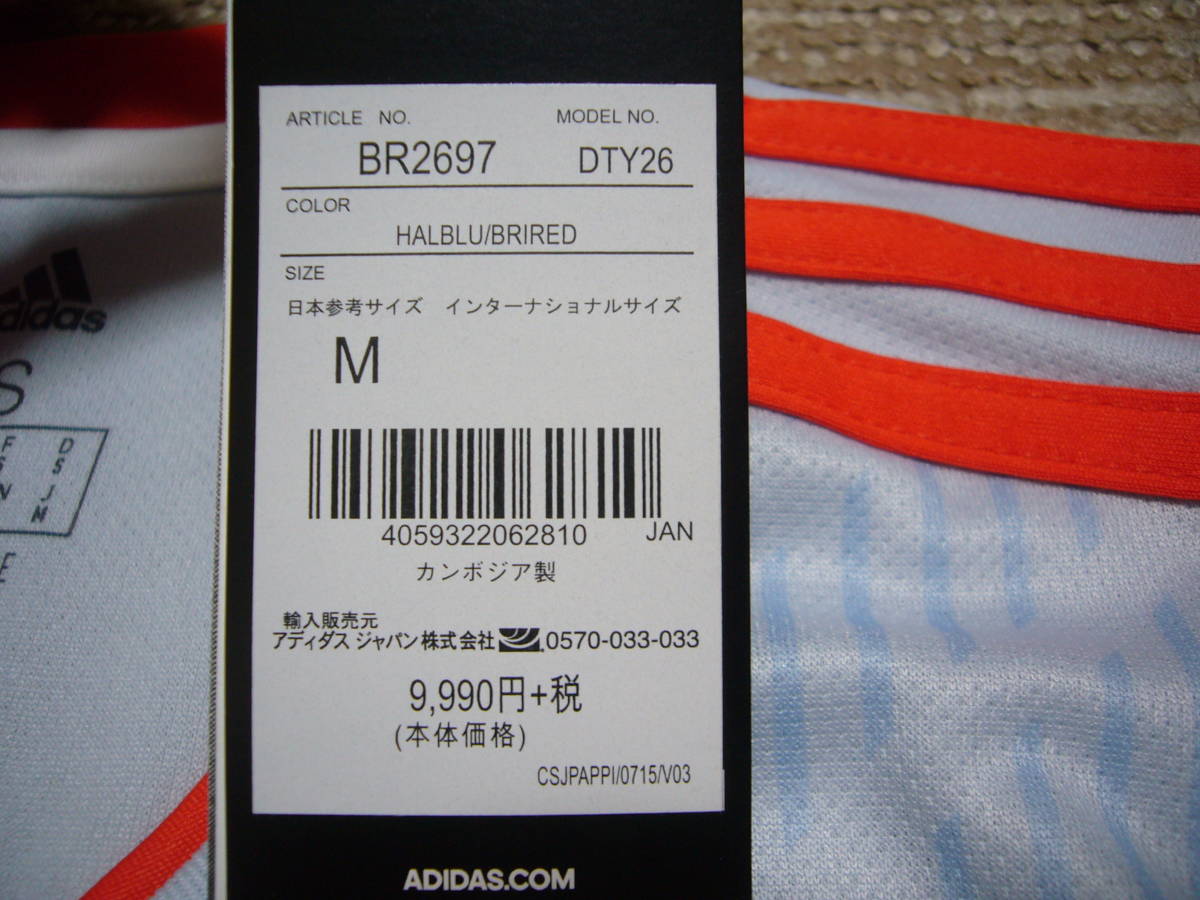 ARTICLE NO. MODEL NO.
BR2697 DTY26
COLOR
HALBLU/BRIRED
SIZE
日本参考サイズ インターナショナルサイズ
M
4059322062810 JAN
カンボジア製
輸入販売元
アディダス ジャパン株式会社 0570-033-033
9,990円+税
(本体価格)
CSJPAPPI/0715/V03
ADIDAS.COM
adidas
S
F D
S
N J
M
E